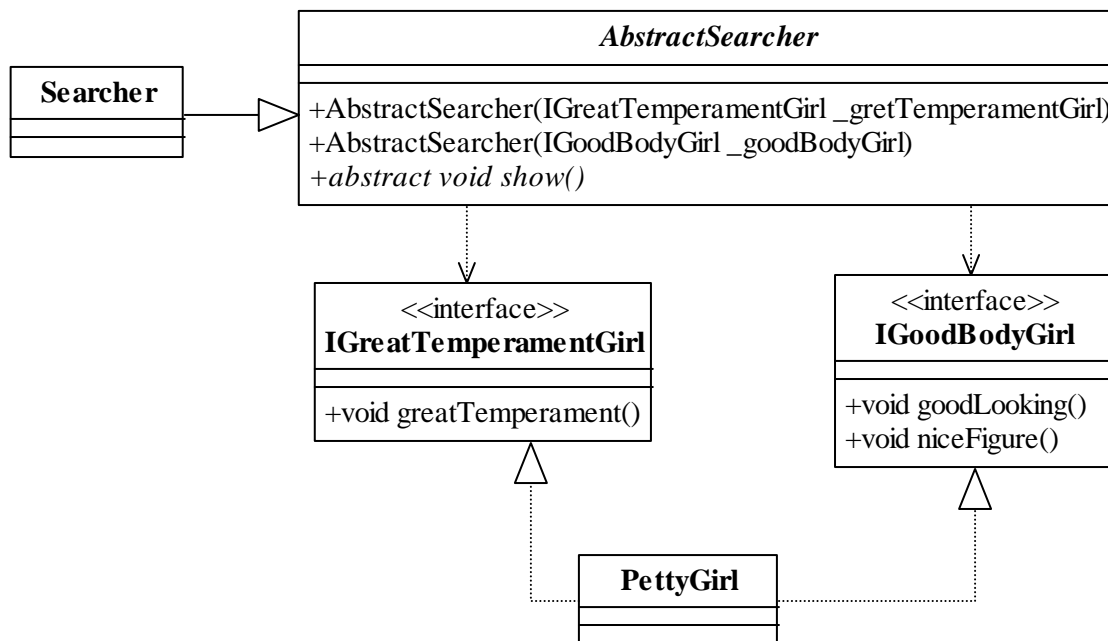 AbstractSearcher
Searcher
+AbstractSearcher(IGreatTemperamentGirl _gretTemperamentGirl)
+AbstractSearcher(IGoodBodyGirl _goodBodyGirl)
+abstract void show()
<<interface>>
IGreatTemperamentGirl
+void greatTemperament()
<<interface>>
IGoodBodyGirl
+void goodLooking()
+void niceFigure()
PettyGirl